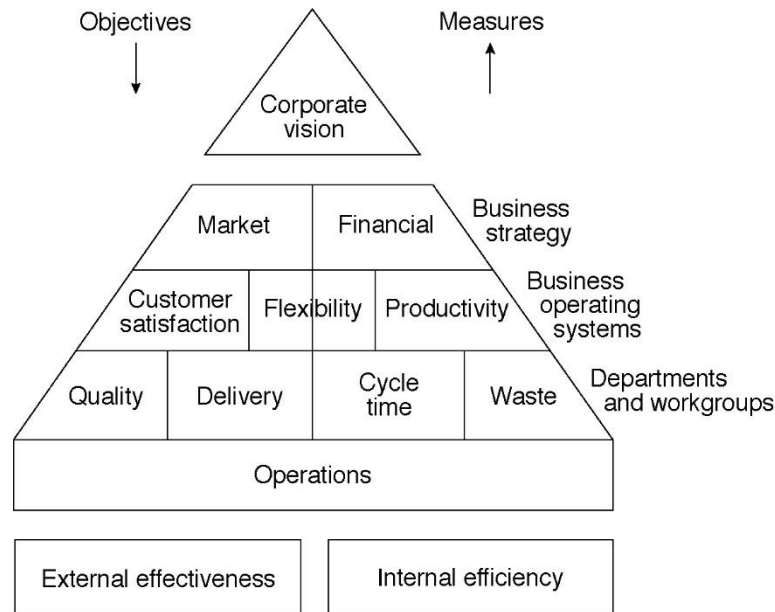 Objectives
Measures
Corporate
vision
Market
Financial
Business
strategy
Customer
satisfaction
Flexibility
Productivity
Business
operating
systems
Quality
Delivery
Cycle
time
Waste
Departments
and workgroups
Operations
External effectiveness
Internal efficiency